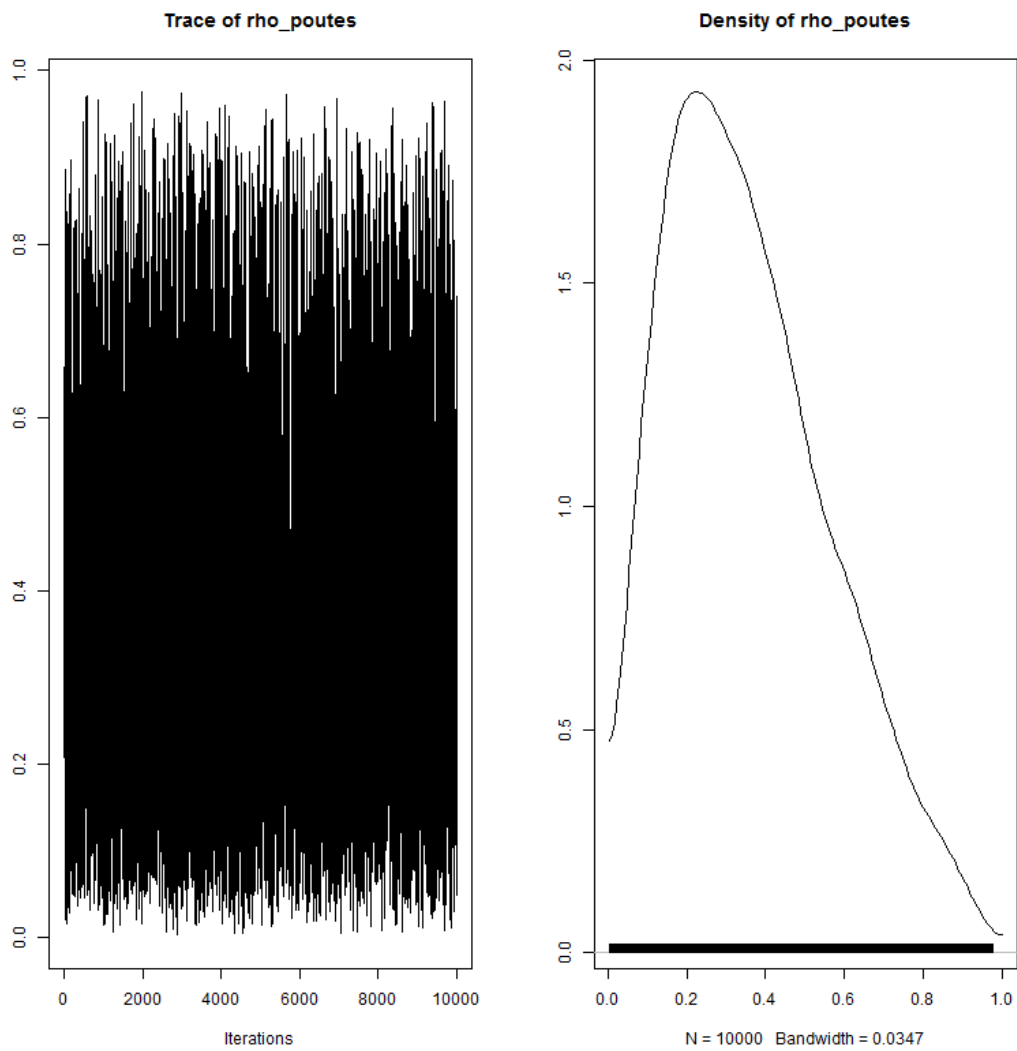 Trace of rho_poutes
1.0
0.8
0.6
0.4
0.2
0.0
0 2000 4000 6000 8000 10000
Iterations
Density of rho_poutes
2.0
1.5
1.0
0.5
0.0
0.0 0.2 0.4 0.6 0.8 1.0
N = 10000 Bandwidth = 0.0347